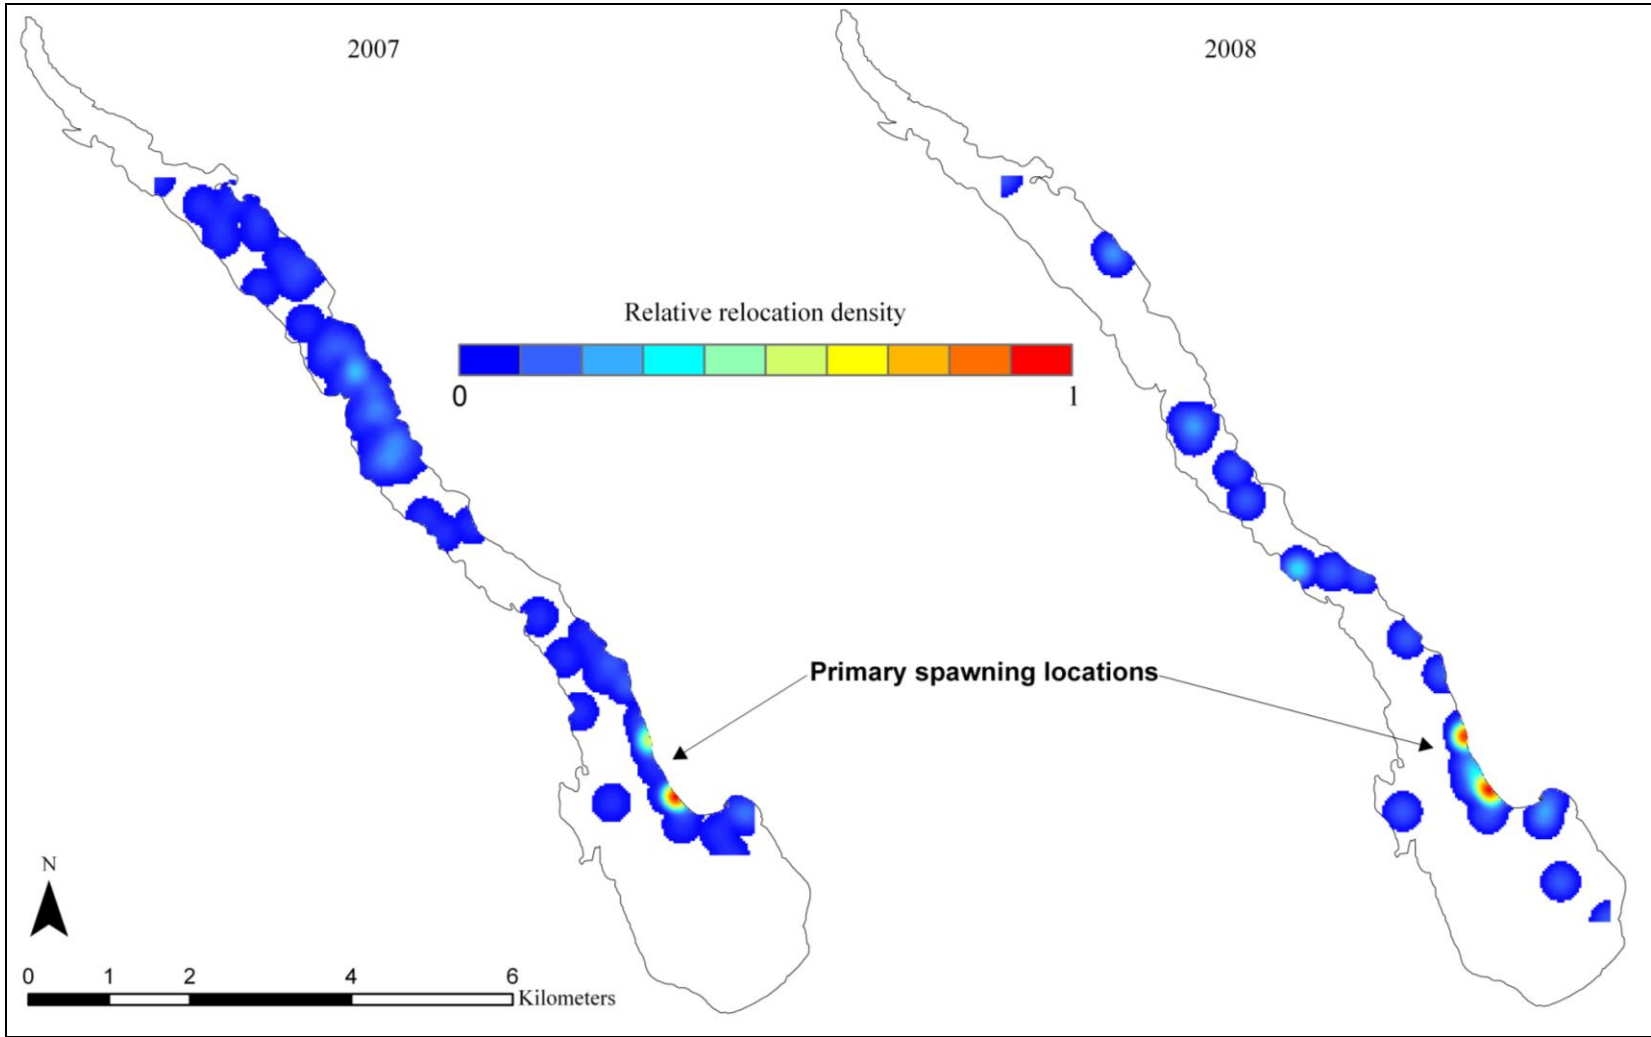 2007
2008
Relative relocation density
0
1
Primary spawning locations
N
0 1 2 4 6
Kilometers